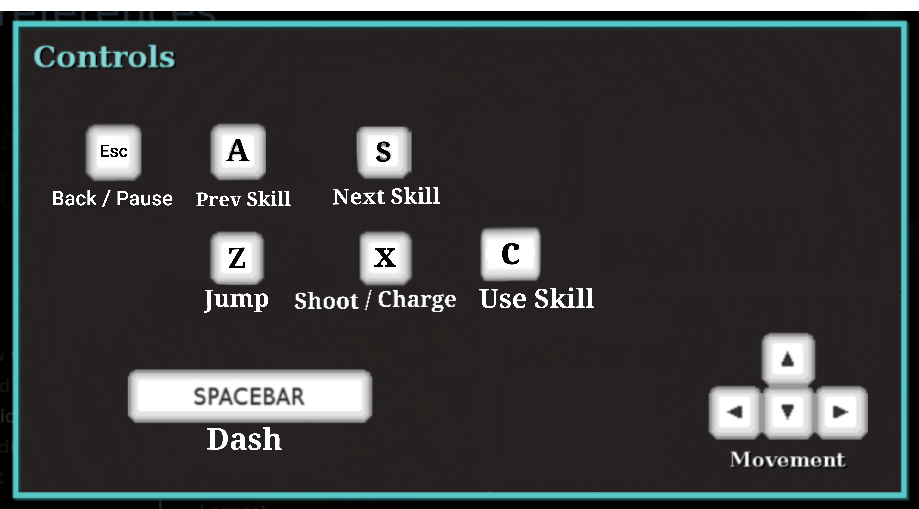 Controls
Esc A S
Back / Pause Prev Skill Next Skill
Z X C
Jump Shoot / Charge Use Skill
SPACEBAR
Dash
Movement